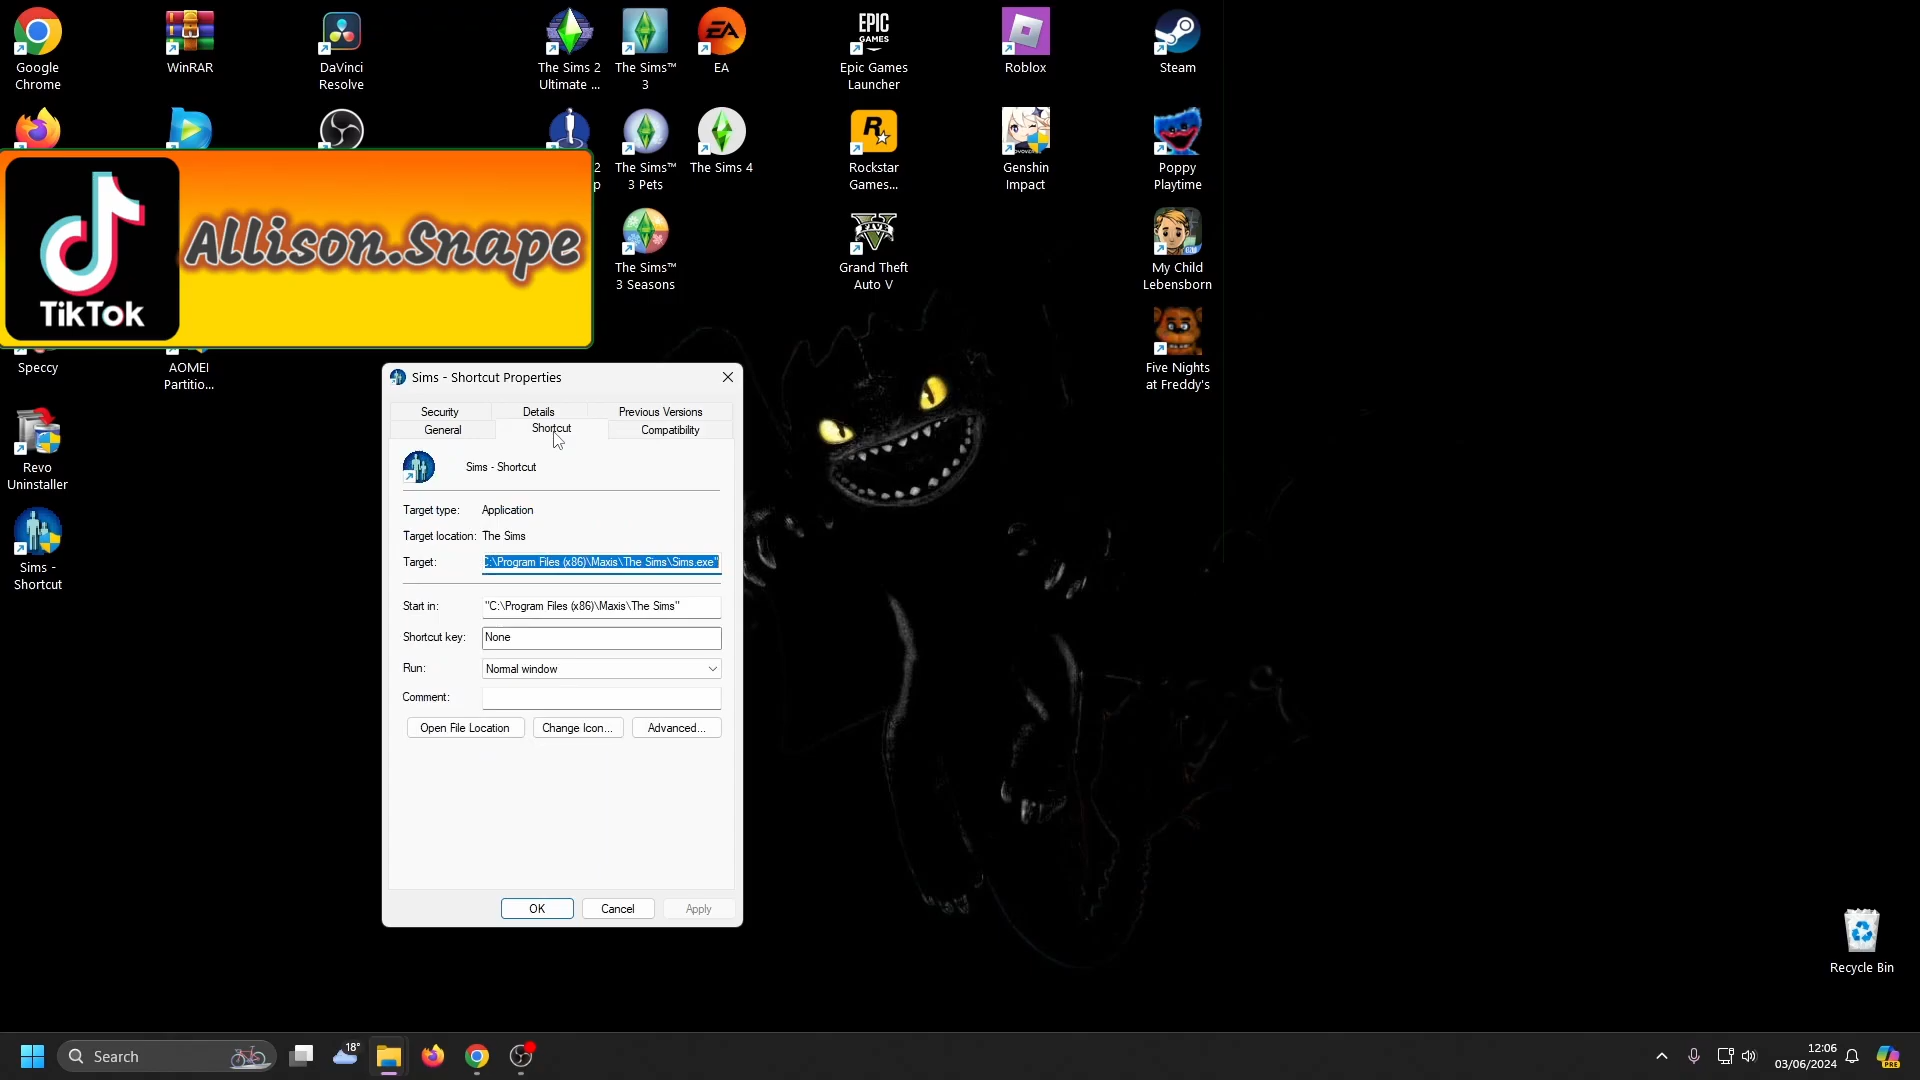 Google
Chrome
WinRAR
DaVinci
Resolve
The Sims 2
Ultimate ...
The Sims™
3
EA
EPIC
GAMES
Epic Games
Launcher
Roblox
Steam
2
p
The Sims™
3 Pets
The Sims 4
Rockstar
Games...
Genshin
Impact
Poppy
Playtime
TikTok
Allison.Snape
The Sims™
3 Seasons
FIVE
Grand Theft
Auto V
My Child
Lebensborn
Speccy
AOMEI
Partitio...
Five Nights
at Freddy's
Revo
Uninstaller
Sims -
Shortcut
Sims - Shortcut Properties
Security
Details
Previous Versions
General
Shortcut
Compatibility
Sims - Shortcut
Target type: Application
Target location: The Sims
Target: C:\Program Files (x86)\Maxis\The Sims\Sims.exe"
Start in: "C:\Program Files (x86)\Maxis\The Sims"
Shortcut key: None
Run: Normal window
Comment:
Open File Location
Change Icon...
Advanced...
OK
Cancel
Apply
Recycle Bin
Search
18°
12:06
03/06/2024
PRE